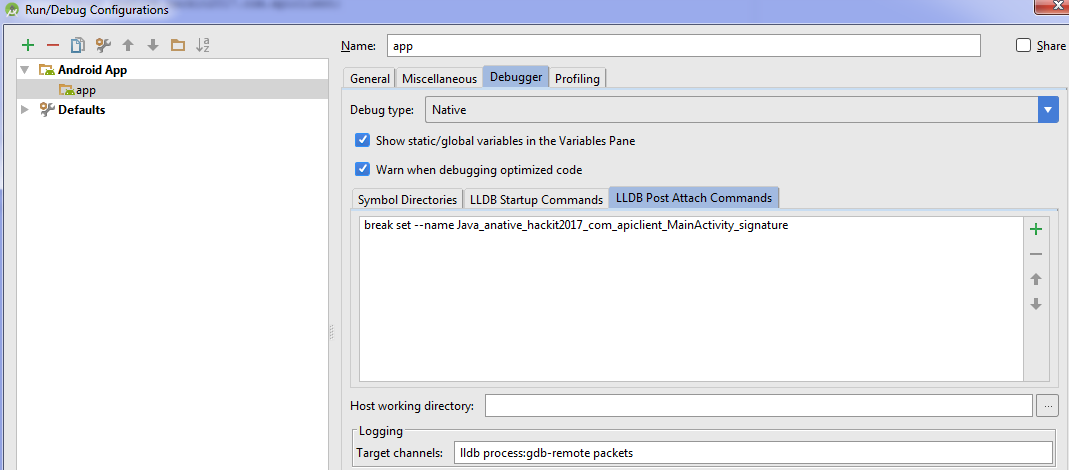 Run/Debug Configurations
Name: app
Share
Android App
app
Defaults
General Miscellaneous Debugger Profiling
Debug type: Native
Show static/global variables in the Variables Pane
Warn when debugging optimized code
Symbol Directories LLDB Startup Commands LLDB Post Attach Commands
break set --name Java_anative_hackit2017_com_apiclient_MainActivity_signature
Host working directory:
...
Logging
Target channels: lldb process:gdb-remote packets